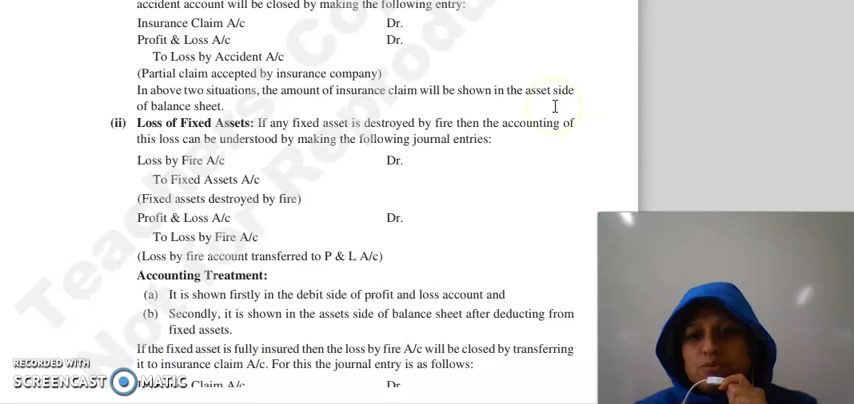 accident account will be closed by making the following entry:
Insurance Claim A/c Dr.
Profit & Loss A/c Dr.
To Loss by Accident A/c
(Partial claim accepted by insurance company)
In above two situations, the amount of insurance claim will be shown in the asset side
of balance sheet.
(ii) Loss of Fixed Assets: If any fixed asset is destroyed by fire then the accounting of
this loss can be understood by making the following journal entries:
Loss by Fire A/c Dr.
To Fixed Assets A/c
(Fixed assets destroyed by fire)
Profit & Loss A/c Dr.
To Loss by Fire A/c
(Loss by fire account transferred to P & L A/c)
Accounting Treatment:
(a) It is shown firstly in the debit side of profit and loss account and
(b) Secondly, it is shown in the assets side of balance sheet after deducting from
fixed assets.
If the fixed asset is fully insured then the loss by fire A/c will be closed by transferring
it to insurance claim A/c. For this the journal entry is as follows:
Claim A/c Dr
Teachers Co
Not for Reprodu
RECORDED WITH
SCREENCAST MATIC